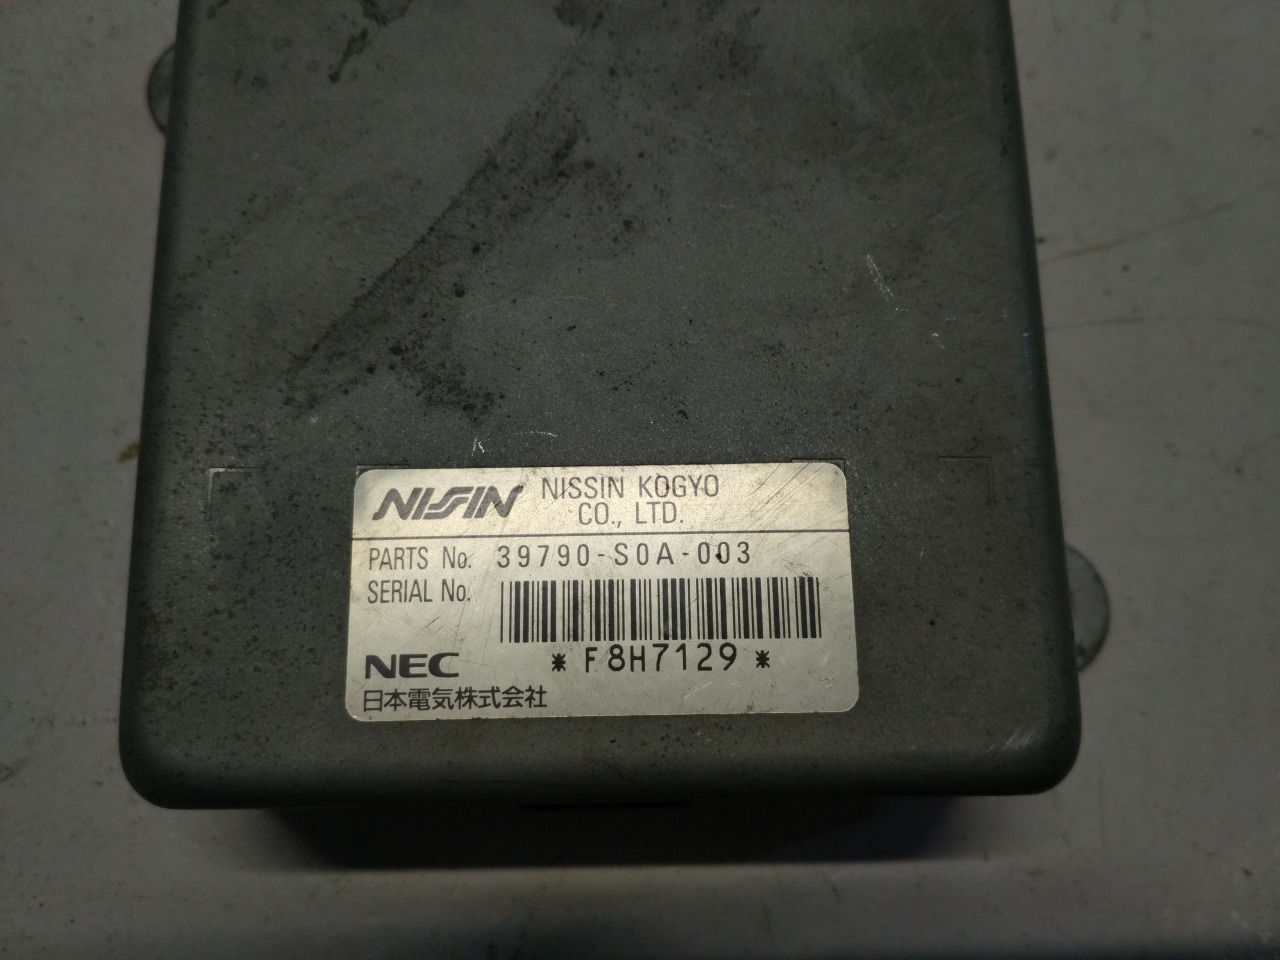 NISSIN NISSIN KOGYO
CO., LTD.
PARTS No. 39790-S0A-003
SERIAL No.
NEC *F8H7129*
日本電気株式会社